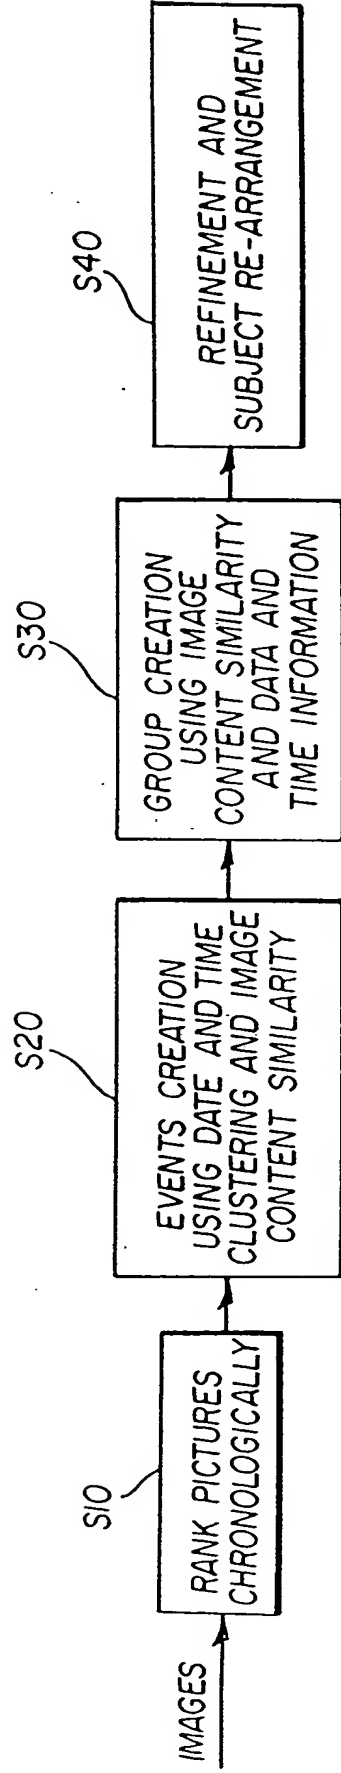 IMAGES
S10
RANK PICTURES
CHRONOLOGICALLY
S20
EVENTS CREATION
USING DATE AND TIME
CLUSTERING AND IMAGE
CONTENT SIMILARITY
S30
GROUP CREATION
USING IMAGE
CONTENT SIMILARITY
AND DATA AND
TIME INFORMATION
S40
REFINEMENT AND
SUBJECT RE-ARRANGEMENT